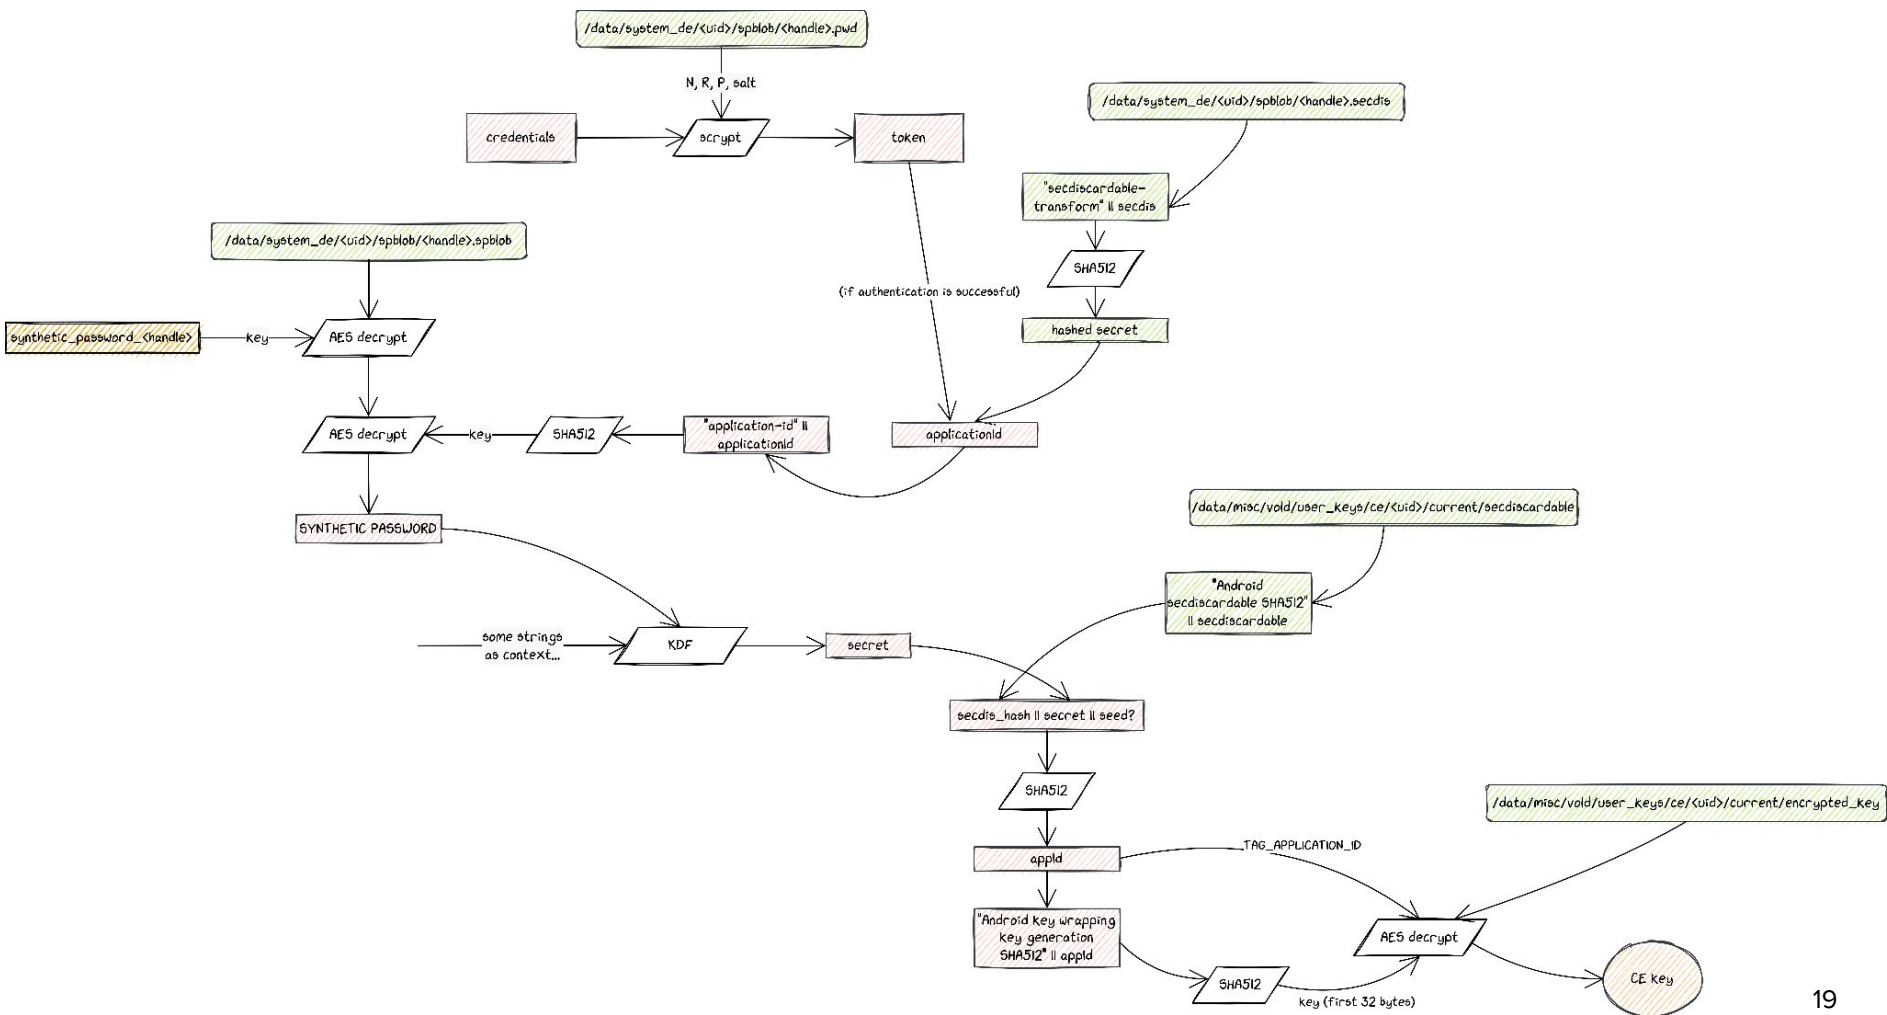 /data/system_de/<uid>/spblob/<handle>.pwd
N, R, P, salt
/data/system_de/<uid>/spblob/<handle>.secdis
credentials
scrypt
token
"secdiscardable-
transform" || secdis
/data/system_de/<uid>/spblob/<handle>.spblob
SHA512
(if authentication is successful)
hashed secret
synthetic_password_<handle>
key
AES decrypt
AES decrypt
key
SHA512
"application-id" ||
applicationId
applicationId
/data/misc/vold/user_keys/ce/<uid>/current/secdiscardable
SYNTHETIC PASSWORD
"Android
secdiscardable SHA512"
|| secdiscardable
some strings
as context...
KDF
secret
secdis_hash || secret || seed?
SHA512
/data/misc/vold/user_keys/ce/<uid>/current/encrypted_key
appId
TAG_APPLICATION_ID
"Android key wrapping
key generation
SHA512" || appId
AES decrypt
SHA512
key (first 32 bytes)
CE key
19